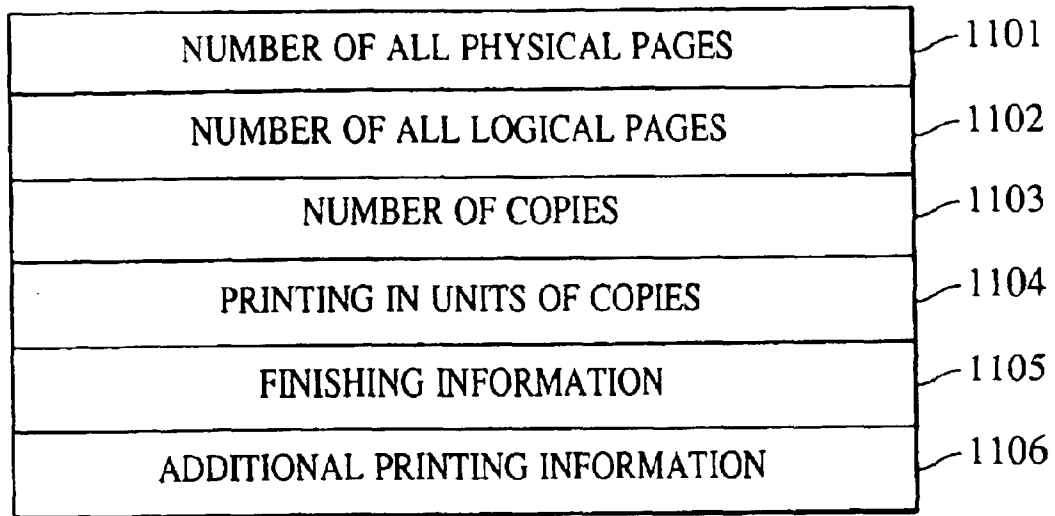 NUMBER OF ALL PHYSICAL PAGES 1101
NUMBER OF ALL LOGICAL PAGES 1102
NUMBER OF COPIES 1103
PRINTING IN UNITS OF COPIES 1104
FINISHING INFORMATION 1105
ADDITIONAL PRINTING INFORMATION 1106